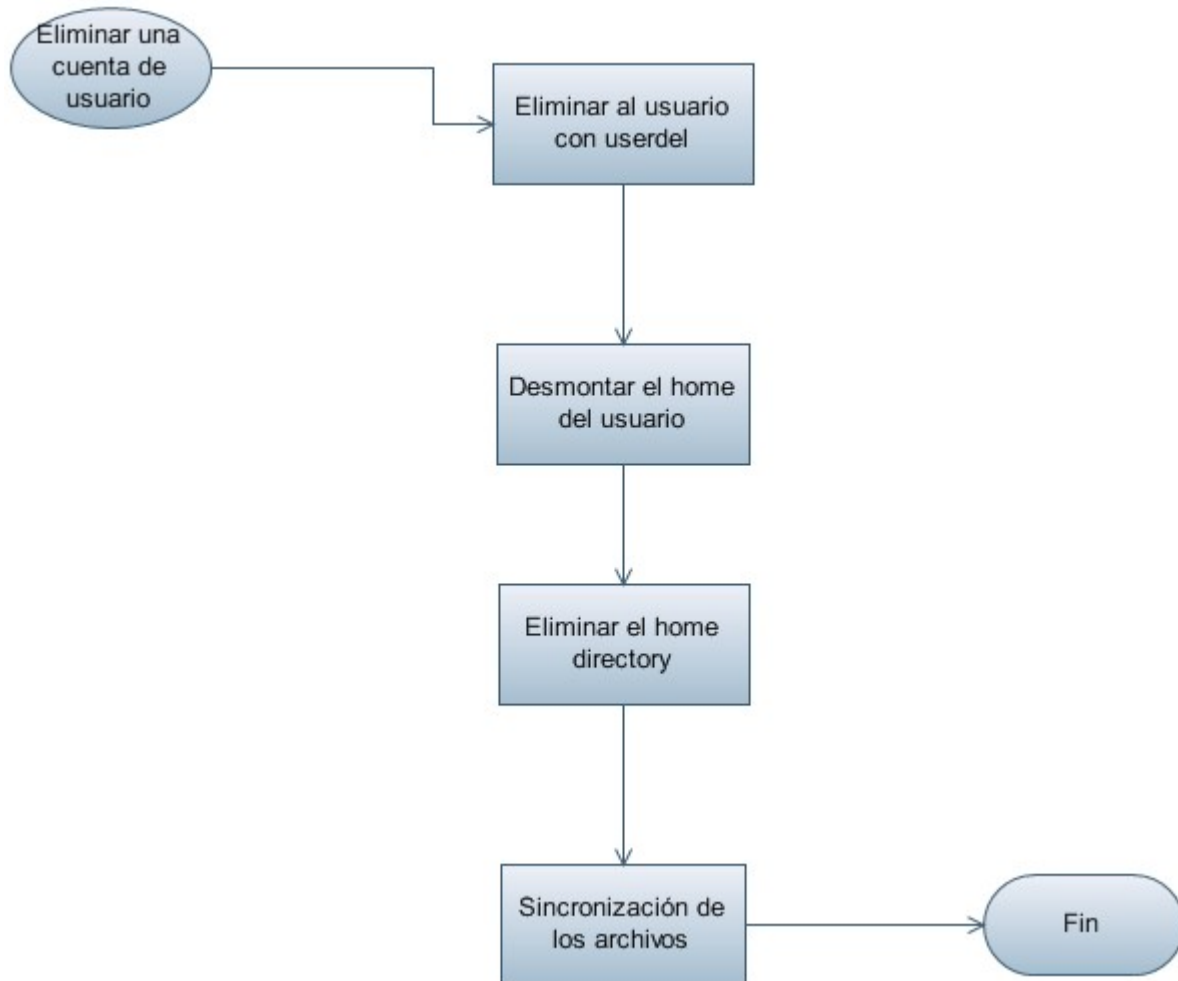 Eliminar una
cuenta de
usuario
Eliminar al usuario
con userdel
Desmontar el home
del usuario
Eliminar el home
directory
Sincronización de
los archivos
Fin